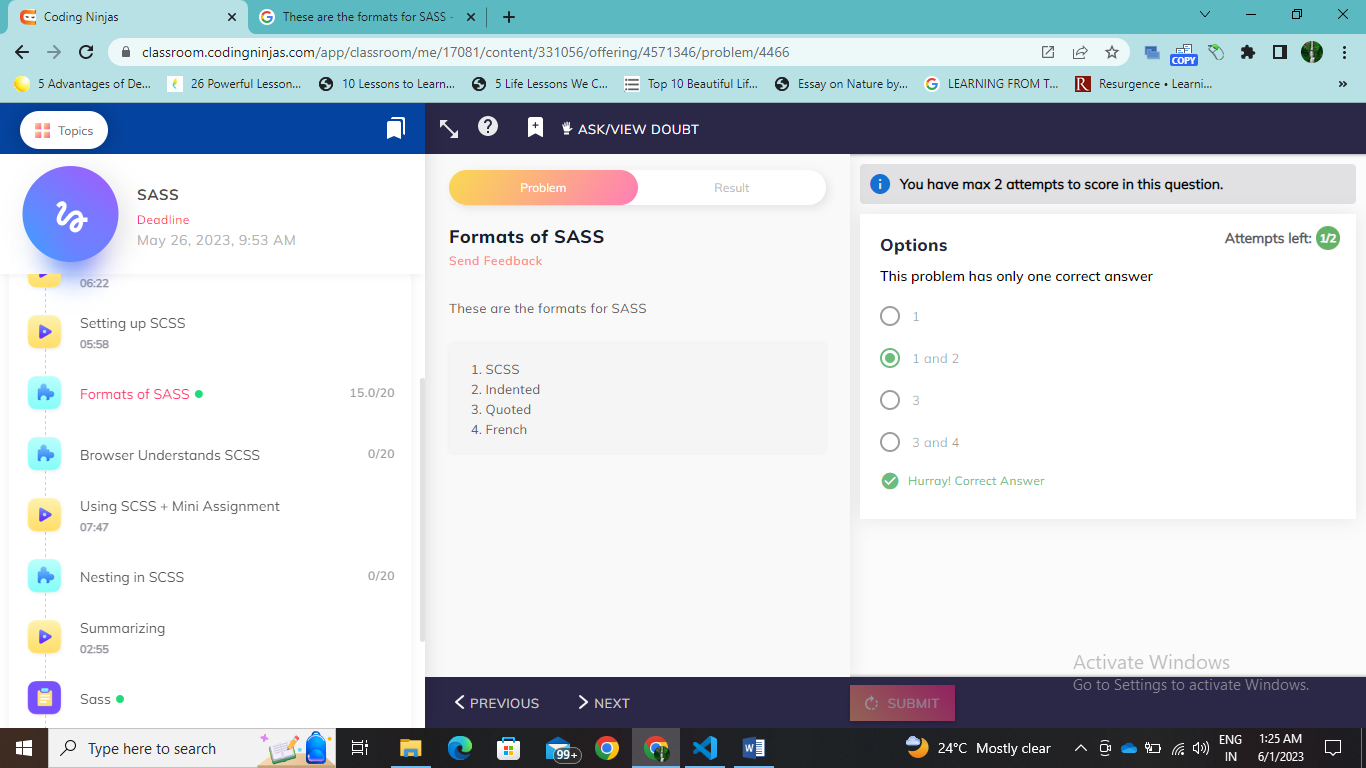 Coding Ninjas
These are the formats for SASS -
classroom.codingninjas.com/app/classroom/me/17081/content/331056/offering/4571346/problem/4466
COPY
5 Advantages of De...
26 Powerful Lesson...
10 Lessons to Learn...
5 Life Lessons We C...
Top 10 Beautiful Lif...
Essay on Nature by...
LEARNING FROM T...
Resurgence • Learni...
Topics
ASK/VIEW DOUBT
SASS
Deadline
May 26, 2023, 9:53 AM
06:22
Setting up SCSS
05:58
Formats of SASS 15.0/20
Browser Understands SCSS 0/20
Using SCSS + Mini Assignment
07:47
Nesting in SCSS 0/20
Summarizing
02:55
Sass
Problem Result
Formats of SASS
Send Feedback
These are the formats for SASS
1. SCSS
2. Indented
3. Quoted
4. French
PREVIOUS NEXT
You have max 2 attempts to score in this question.
Options
Attempts left: 1/2
This problem has only one correct answer
1
1 and 2
3
3 and 4
Hurray! Correct Answer
Activate Windows
Go to Settings to activate Windows.
SUBMIT
Type here to search
99+
24°C Mostly clear
ENG
IN
1:25 AM
6/1/2023